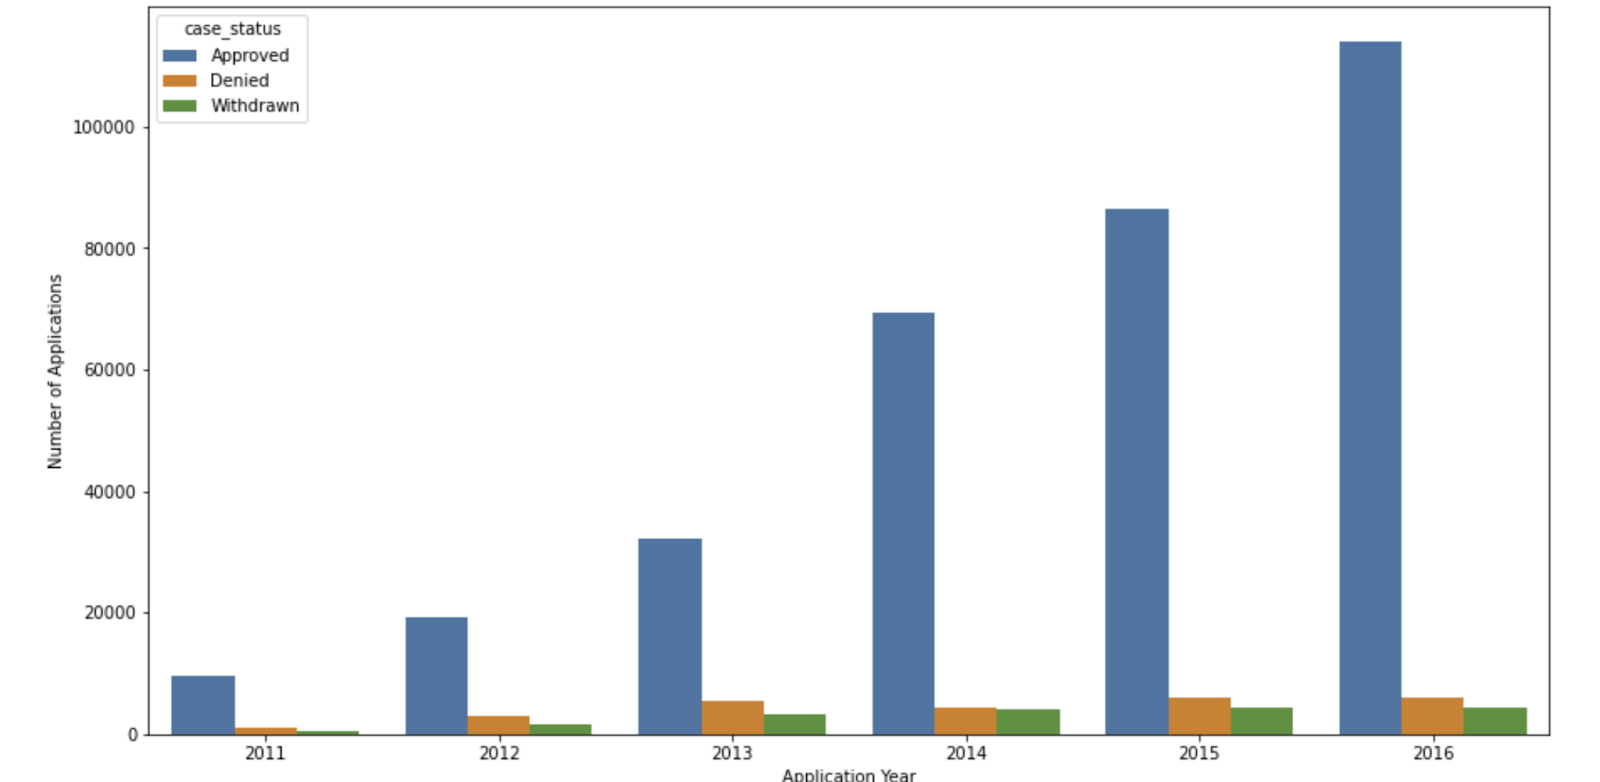 case_status
Approved
Denied
Withdrawn
100000
80000
60000
40000
20000
0
Number of Applications
2011 2012 2013 2014 2015 2016
Application Year